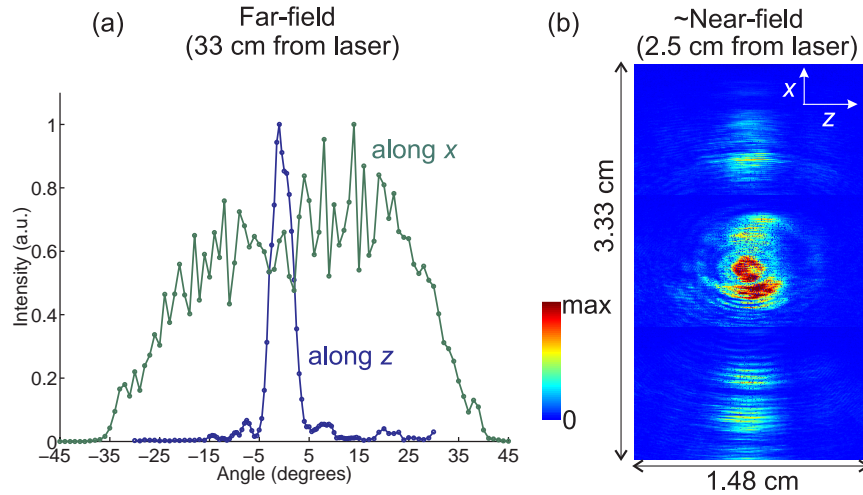 (a)
Far-field
(33 cm from laser)
Intensity (a.u.)
1
0.8
0.6
0.4
0.2
0
−45
−35
−25
−15
−5
5
15
25
35
45
Angle (degrees)
along x
along z
(b)
~Near-field
(2.5 cm from laser)
x
z
3.33 cm
1.48 cm
max
0